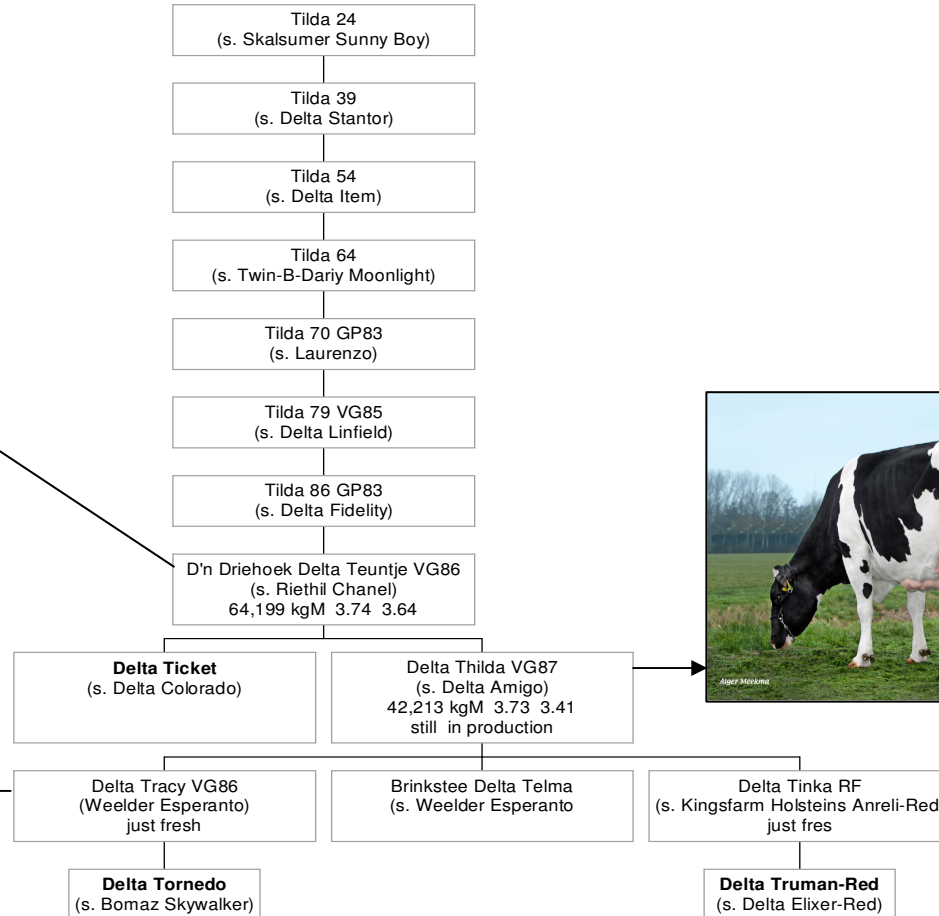 Tilda 24
(s. Skalsumer Sunny Boy)
Tilda 39
(s. Delta Stantor)
Tilda 54
(s. Delta Item)
Tilda 64
(s. Twin-B-Dariy Moonlight)
Tilda 70 GP83
(s. Laurenzo)
Tilda 79 VG85
(s. Delta Linfield)
Tilda 86 GP83
(s. Delta Fidelity)
D'n Driehoek Delta Teuntje VG86
(s. Riethil Chanel)
64,199 kgM 3.74 3.64
Delta Ticket
(s. Delta Colorado)
Delta Thilda VG87
(s. Delta Amigo)
42,213 kgM 3.73 3.41
still in production
Alger Meekma
Delta Tracy VG86
(Weelder Esperanto)
just fresh
Brinkstee Delta Telma
(s. Weelder Esperanto
Delta Tinka RF
(s. Kingsfarm Holsteins Anreli-Red
just fres
Delta Tornedo
(s. Bomaz Skywalker)
Delta Truman-Red
(s. Delta Elixer-Red)